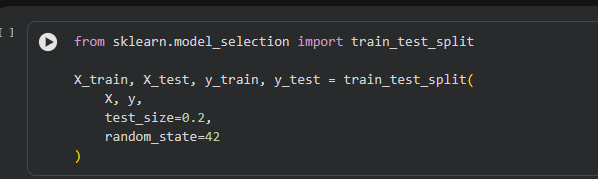 [ ]
from sklearn.model_selection import train_test_split
X_train, X_test, y_train, y_test = train_test_split(
    X, y,
    test_size=0.2,
    random_state=42
)